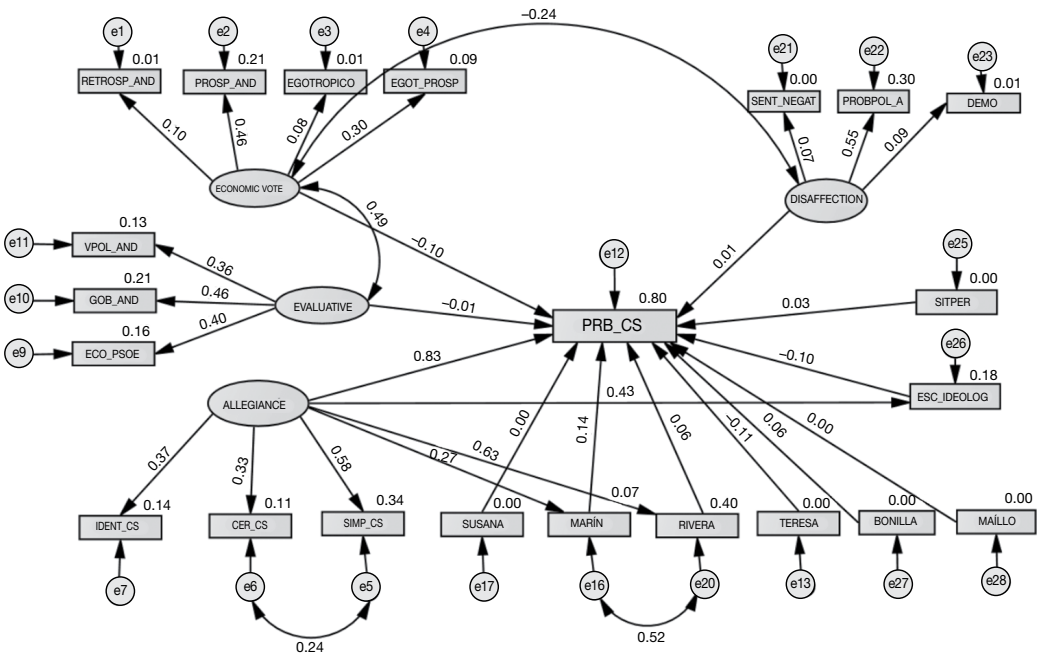 −0.24
e1
e2
e3
e4
e21
e22
e23
0.01
0.21
0.01
0.09
0.00
0.30
0.01
RETROSP_AND
PROSP_AND
EGOTROPICO
EGOT_PROSP
SENT_NEGAT
PROBPOL_A
DEMO
0.10
0.46
0.08
0.30
0.07
0.55
0.09
ECONOMIC VOTE
DISAFFECTION
0.49
−0.10
0.01
e11
0.13
VPOL_AND
0.36
e12
e25
0.00
SITPER
0.03
e10
0.21
GOB_AND
0.46
EVALUATIVE
−0.01
0.80
PRB_CS
e9
0.16
ECO_PSOE
0.40
e26
0.18
ESC_IDEOLOG
−0.10
0.83
ALLEGIANCE
0.43
0.37
0.33
0.58
0.27
0.63
0.00
0.14
0.06
−0.11
0.06
0.00
0.14
0.11
0.34
0.00
0.07
0.40
0.00
0.00
0.00
IDENT_CS
CER_CS
SIMP_CS
SUSANA
MARÍN
RIVERA
TERESA
BONILLA
MAÍLLO
e7
e6
e5
e17
e16
e20
e13
e27
e28
0.24
0.52